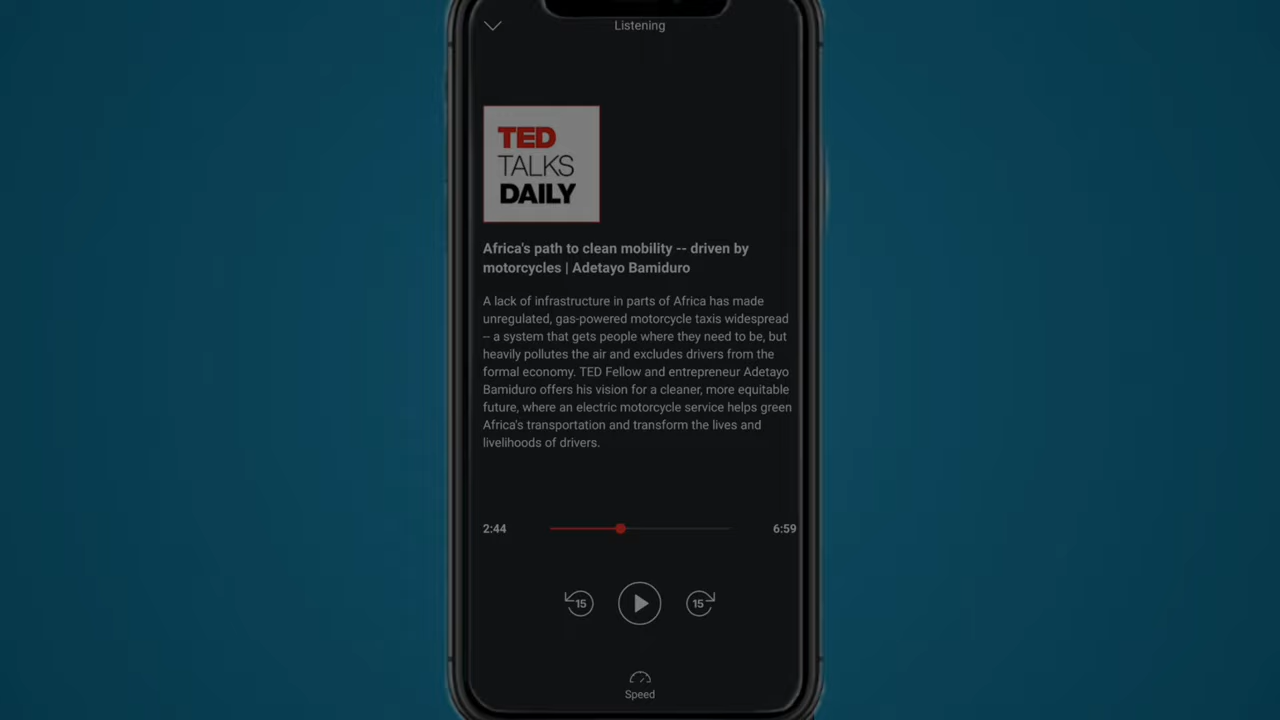 Listening
TED
TALKS
DAILY
Africa's path to clean mobility -- driven by
motorcycles | Adetayo Bamiduro
A lack of infrastructure in parts of Africa has made
unregulated, gas-powered motorcycle taxis widespread
-- a system that gets people where they need to be, but
heavily pollutes the air and excludes drivers from the
formal economy. TED Fellow and entrepreneur Adetayo
Bamiduro offers his vision for a cleaner, more equitable
future, where an electric motorcycle service helps green
Africa's transportation and transform the lives and
livelihoods of drivers.
2:44 6:59
15 15
Speed